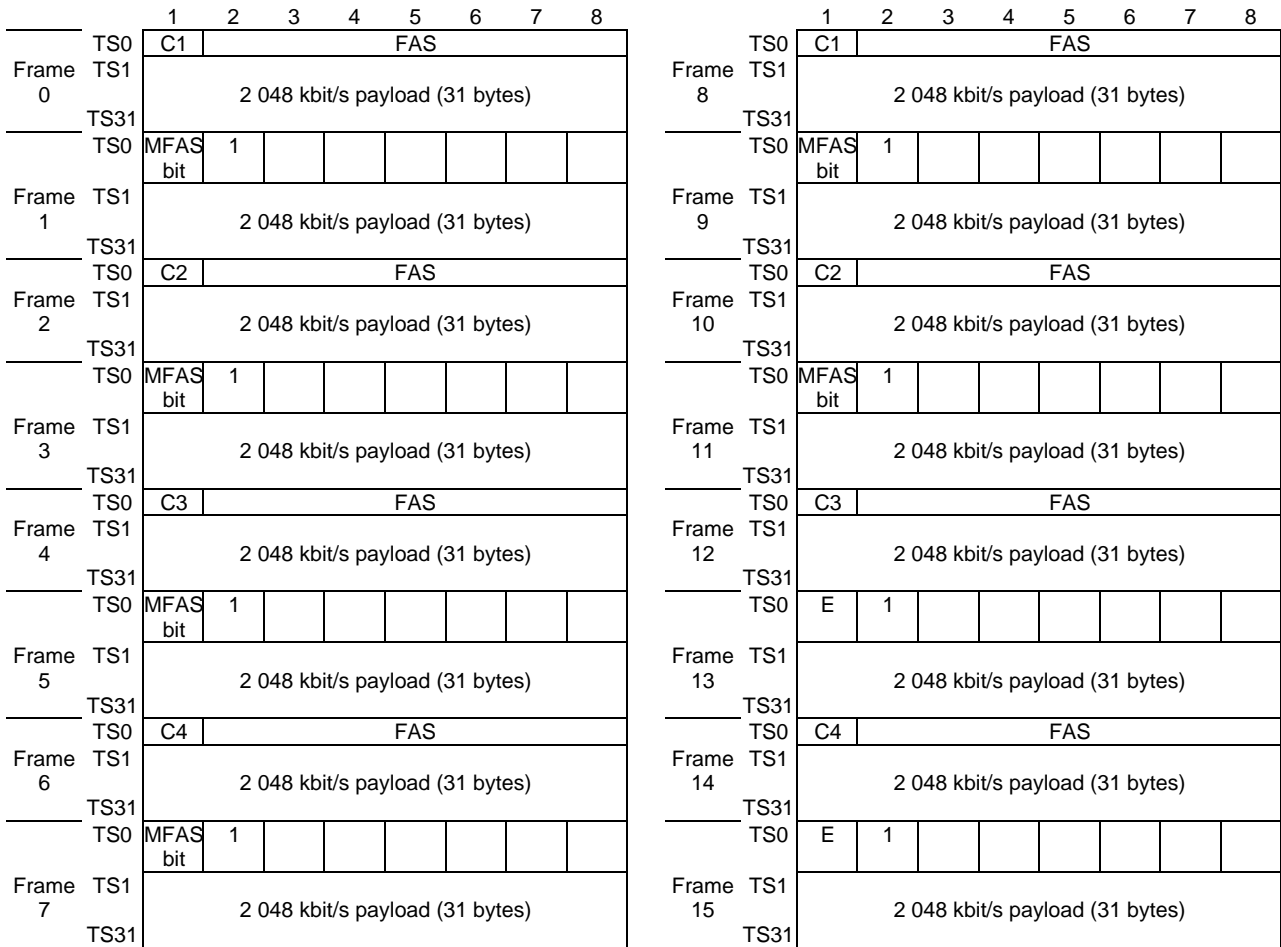 1 2 3 4 5 6 7 8
TS0 C1 FAS
Frame TS1
0 2 048 kbit/s payload (31 bytes)
TS31
TS0 MFAS 1
bit
Frame TS1
1 2 048 kbit/s payload (31 bytes)
TS31
TS0 C2 FAS
Frame TS1
2 2 048 kbit/s payload (31 bytes)
TS31
TS0 MFAS 1
bit
Frame TS1
3 2 048 kbit/s payload (31 bytes)
TS31
TS0 C3 FAS
Frame TS1
4 2 048 kbit/s payload (31 bytes)
TS31
TS0 MFAS 1
bit
Frame TS1
5 2 048 kbit/s payload (31 bytes)
TS31
TS0 C4 FAS
Frame TS1
6 2 048 kbit/s payload (31 bytes)
TS31
TS0 MFAS 1
bit
Frame TS1
7 2 048 kbit/s payload (31 bytes)
TS31
1 2 3 4 5 6 7 8
TS0 C1 FAS
Frame TS1
8 2 048 kbit/s payload (31 bytes)
TS31
TS0 MFAS 1
bit
Frame TS1
9 2 048 kbit/s payload (31 bytes)
TS31
TS0 C2 FAS
Frame TS1
10 2 048 kbit/s payload (31 bytes)
TS31
TS0 MFAS 1
bit
Frame TS1
11 2 048 kbit/s payload (31 bytes)
TS31
TS0 C3 FAS
Frame TS1
12 2 048 kbit/s payload (31 bytes)
TS31
TS0 E 1
Frame TS1
13 2 048 kbit/s payload (31 bytes)
TS31
TS0 C4 FAS
Frame TS1
14 2 048 kbit/s payload (31 bytes)
TS31
TS0 E 1
Frame TS1
15 2 048 kbit/s payload (31 bytes)
TS31